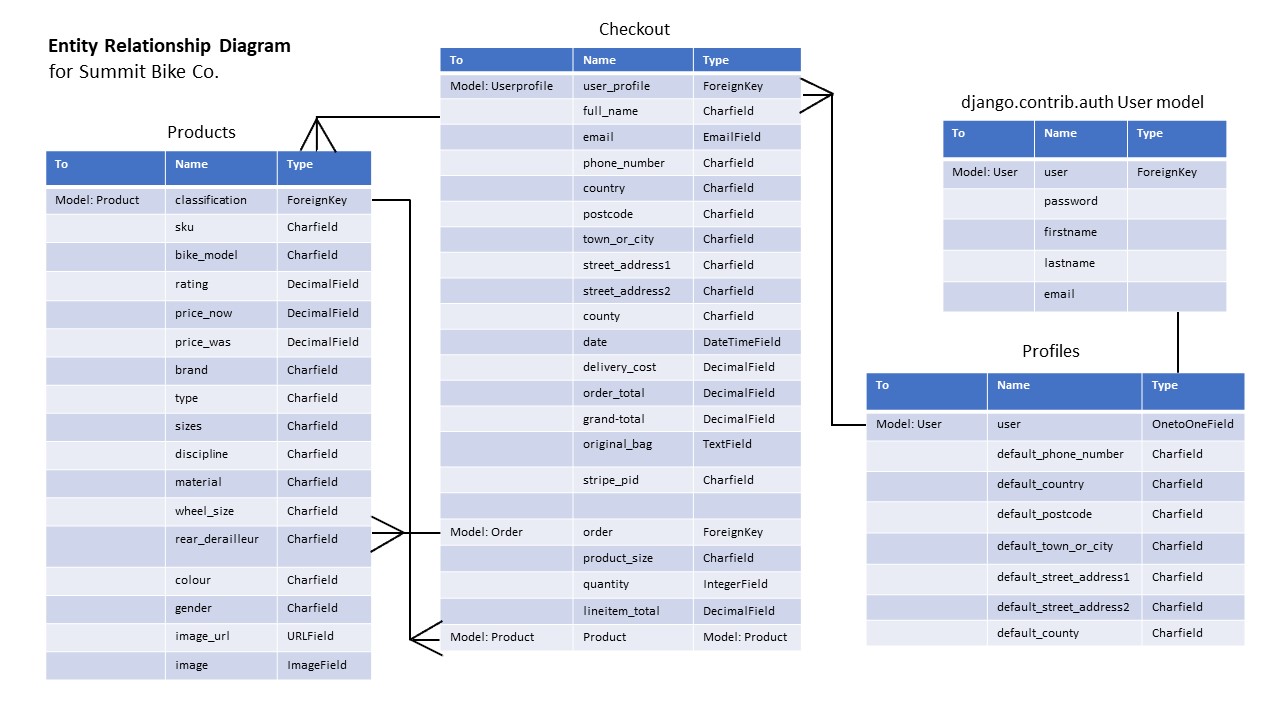 Entity Relationship Diagram
for Summit Bike Co.
Products
To Name Type
Model: Product classification ForeignKey
sku Charfield
bike_model Charfield
rating DecimalField
price_now DecimalField
price_was DecimalField
brand Charfield
type Charfield
sizes Charfield
discipline Charfield
material Charfield
wheel_size Charfield
rear_derailleur Charfield
colour Charfield
gender Charfield
image_url URLField
image ImageField
Checkout
To Name Type
Model: Userprofile user_profile ForeignKey
full_name Charfield
email EmailField
phone_number Charfield
country Charfield
postcode Charfield
town_or_city Charfield
street_address1 Charfield
street_address2 Charfield
county Charfield
date DateTimeField
delivery_cost DecimalField
order_total DecimalField
grand-total DecimalField
original_bag TextField
stripe_pid Charfield
Model: Order order ForeignKey
product_size Charfield
quantity IntegerField
lineitem_total DecimalField
Model: Product Product Model: Product
django.contrib.auth User model
To Name Type
Model: User user ForeignKey
password
firstname
lastname
email
Profiles
To Name Type
Model: User user OnetoOneField
default_phone_number Charfield
default_country Charfield
default_postcode Charfield
default_town_or_city Charfield
default_street_address1 Charfield
default_street_address2 Charfield
default_county Charfield